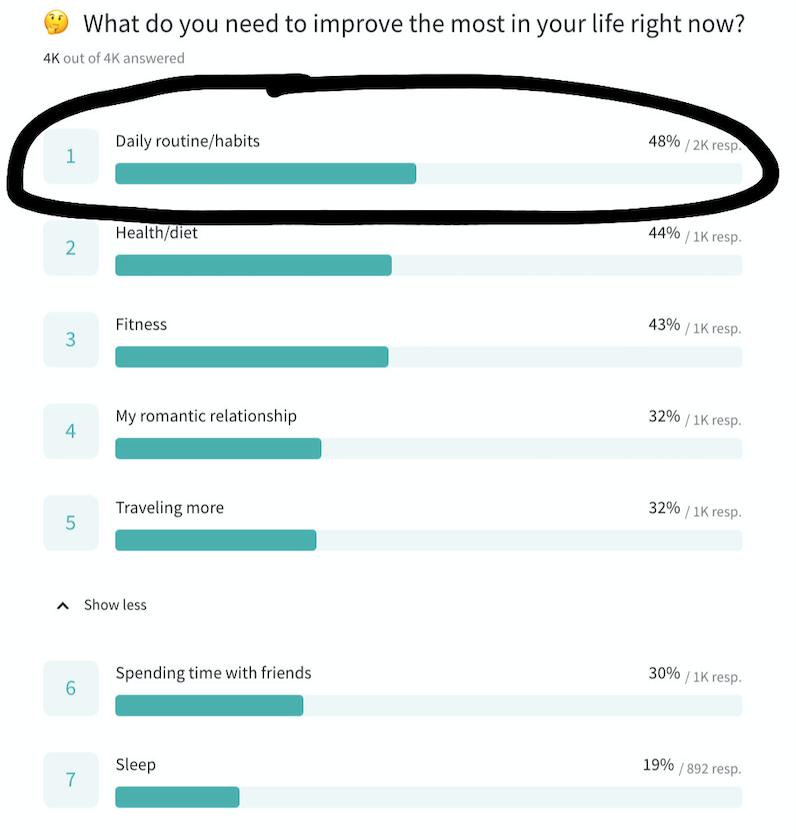 🤔 What do you need to improve the most in your life right now?
4K out of 4K answered
1 Daily routine/habits 48% / 2K resp.
2 Health/diet 44% / 1K resp.
3 Fitness 43% / 1K resp.
4 My romantic relationship 32% / 1K resp.
5 Traveling more 32% / 1K resp.
Show less
6 Spending time with friends 30% / 1K resp.
7 Sleep 19% / 892 resp.